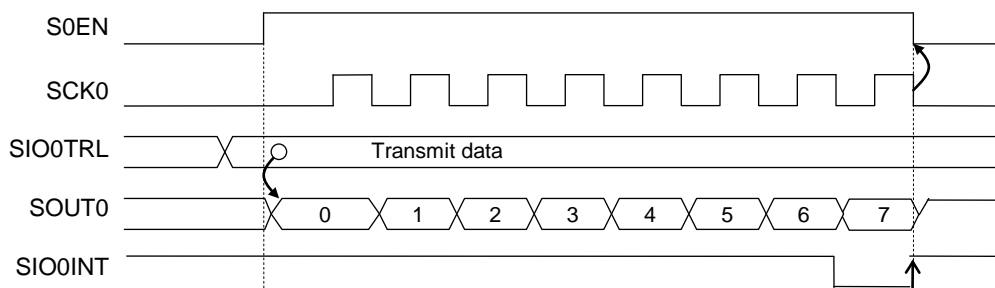 S0EN
SCK0
SIO0TRL Transmit data
SOUT0 0 1 2 3 4 5 6 7
SIO0INT